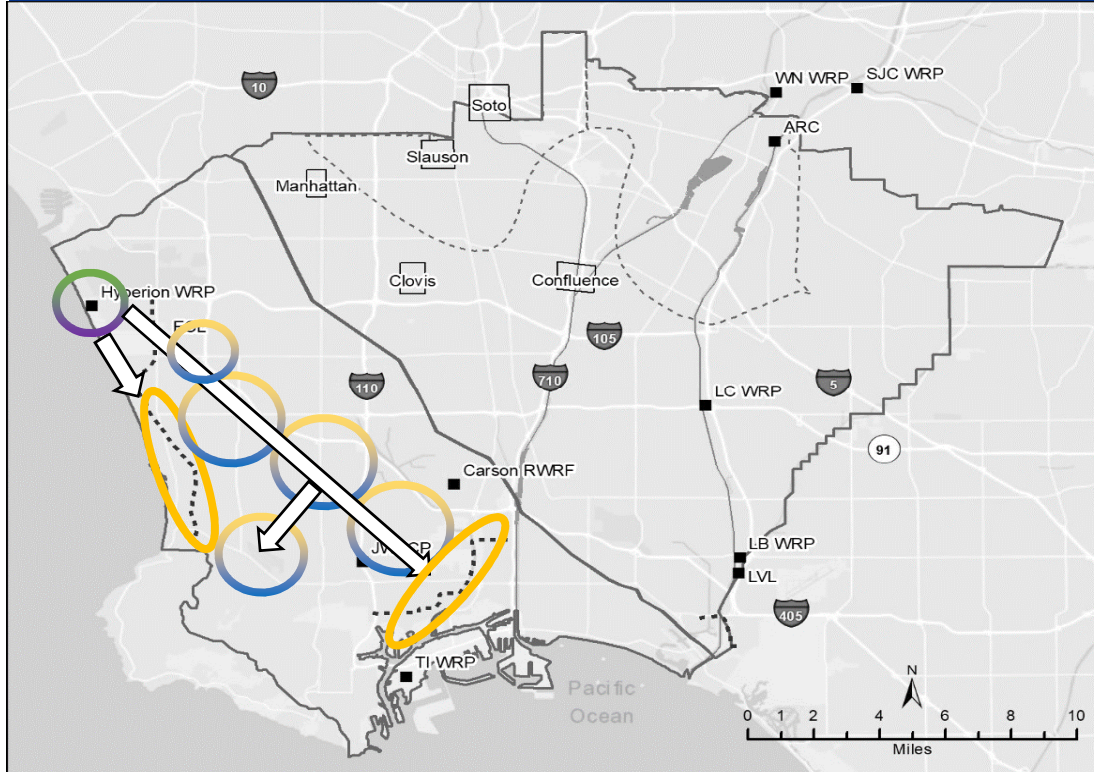 WN WRP
SJC WRP
10
Soto
ARC
Slauson
Manhattan
Clovis
Confluence
Hyperion WRP
105
710
110
5
LC WRP
91
Carson RWRF
LB WRP
LVL
405
TI WRP
Pacific
Ocean
N
0 1 2 4 6 8 10
Miles